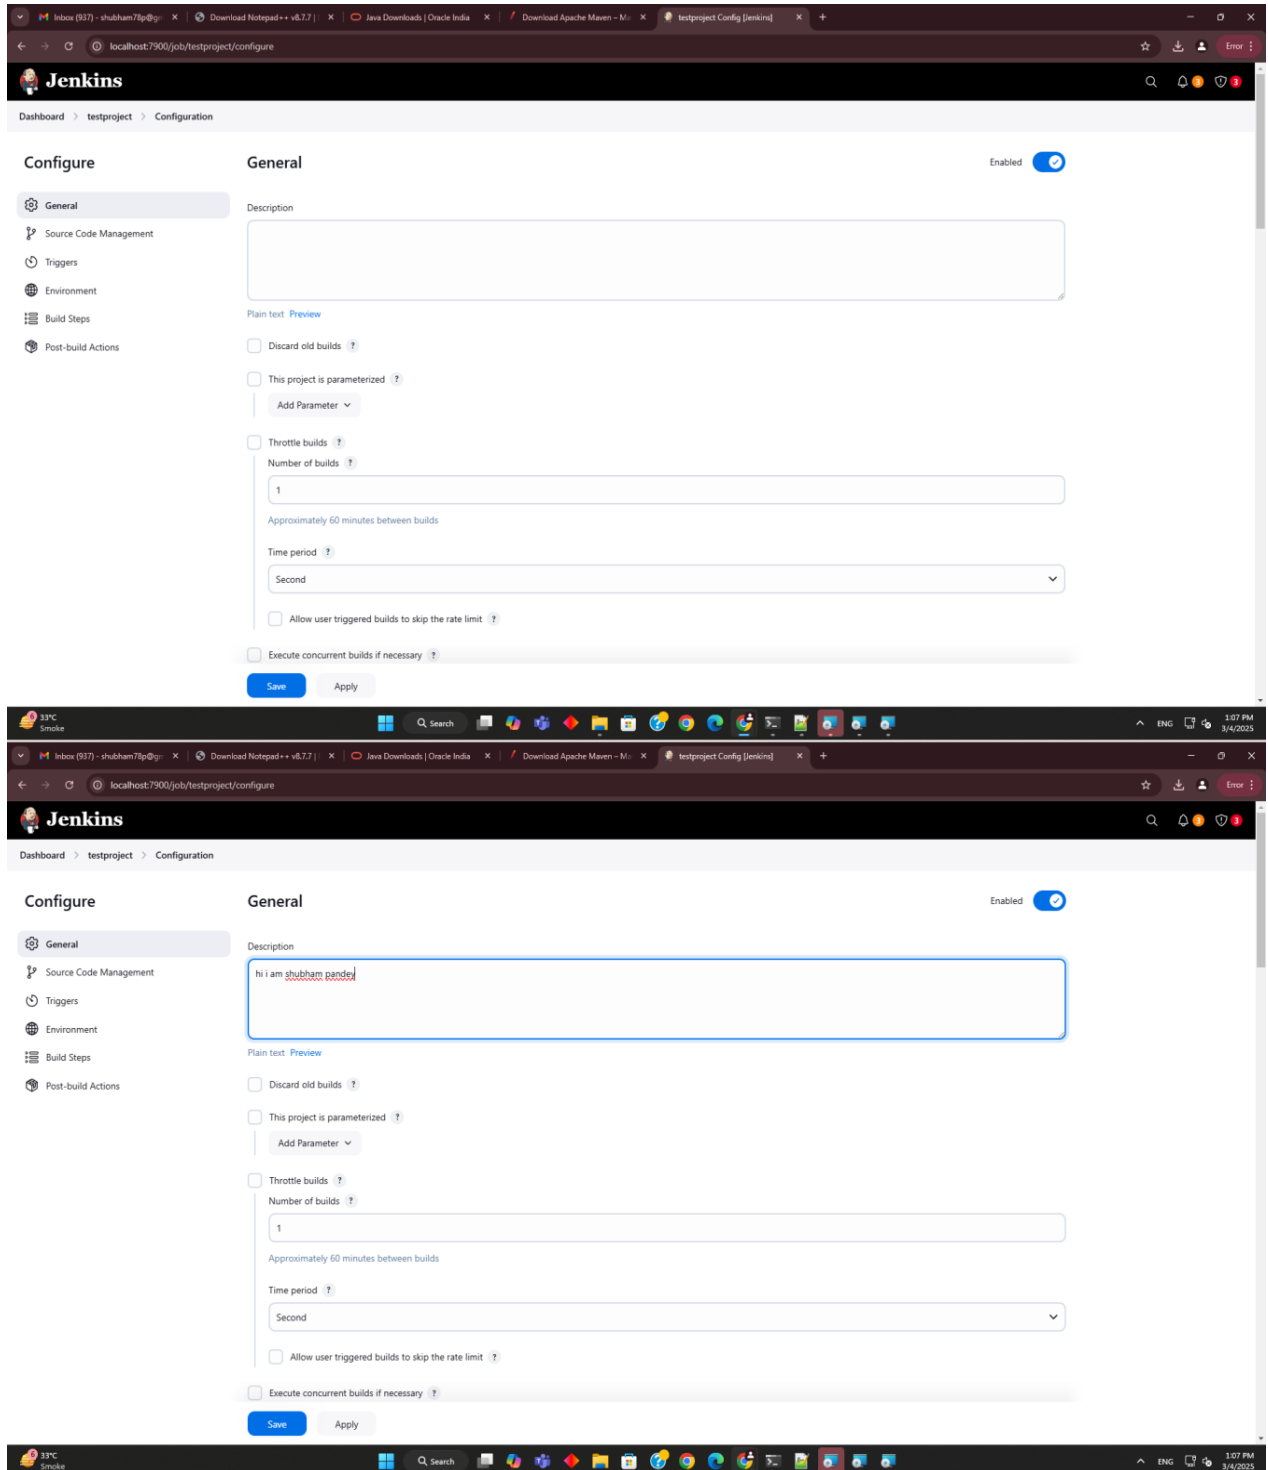 Inbox (937) - shubham78p@gm
Download Notepad++ v8.7.7 |
Java Downloads | Oracle India
Download Apache Maven – Ma
testproject Config [Jenkins]
localhost:7900/job/testproject/configure
Error
Jenkins
3
3
Dashboard > testproject > Configuration
Configure
General
Source Code Management
Triggers
Environment
Build Steps
Post-build Actions
General
Enabled
Description
Plain text Preview
Discard old builds ?
This project is parameterized ?
Add Parameter
Throttle builds ?
Number of builds ?
1
Approximately 60 minutes between builds
Time period ?
Second
Allow user triggered builds to skip the rate limit ?
Execute concurrent builds if necessary ?
Save Apply
6
33°C
Smoke
Search
ENG
1:07 PM
3/4/2025
Inbox (937) - shubham78p@gm
Download Notepad++ v8.7.7 |
Java Downloads | Oracle India
Download Apache Maven – Ma
testproject Config [Jenkins]
localhost:7900/job/testproject/configure
Error
Jenkins
3
3
Dashboard > testproject > Configuration
Configure
General
Source Code Management
Triggers
Environment
Build Steps
Post-build Actions
General
Enabled
Description
hi i am shubham pandey
Plain text Preview
Discard old builds ?
This project is parameterized ?
Add Parameter
Throttle builds ?
Number of builds ?
1
Approximately 60 minutes between builds
Time period ?
Second
Allow user triggered builds to skip the rate limit ?
Execute concurrent builds if necessary ?
Save Apply
6
33°C
Smoke
Search
ENG
1:07 PM
3/4/2025